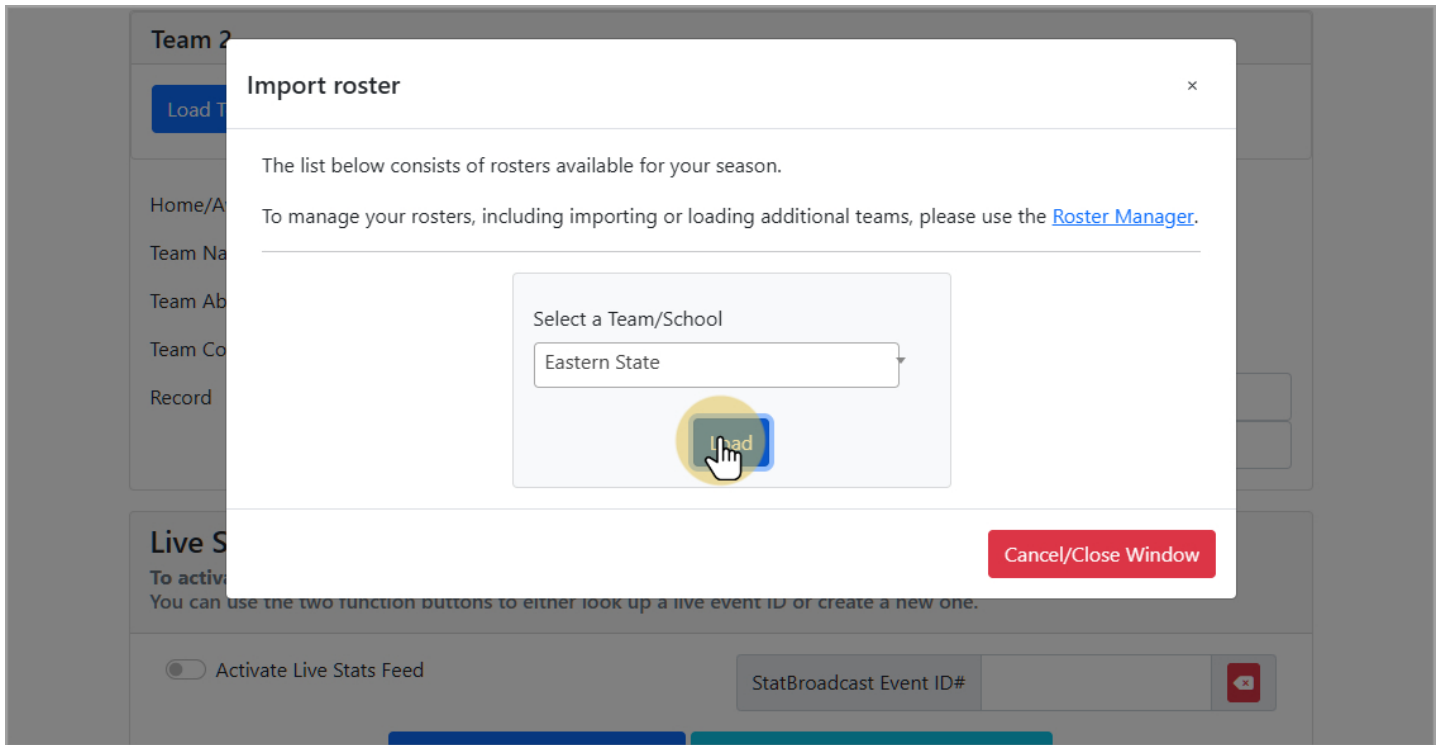 Team 2
Import roster
×
Load T
The list below consists of rosters available for your season.
Home/A
To manage your rosters, including importing or loading additional teams, please use the Roster Manager.
Team Na
Team Ab
Select a Team/School
Team Co
Eastern State
Record
Load
Live S
Cancel/Close Window
To activ
You can use the two function buttons to either look up a live event ID or create a new one.
Activate Live Stats Feed
StatBroadcast Event ID#